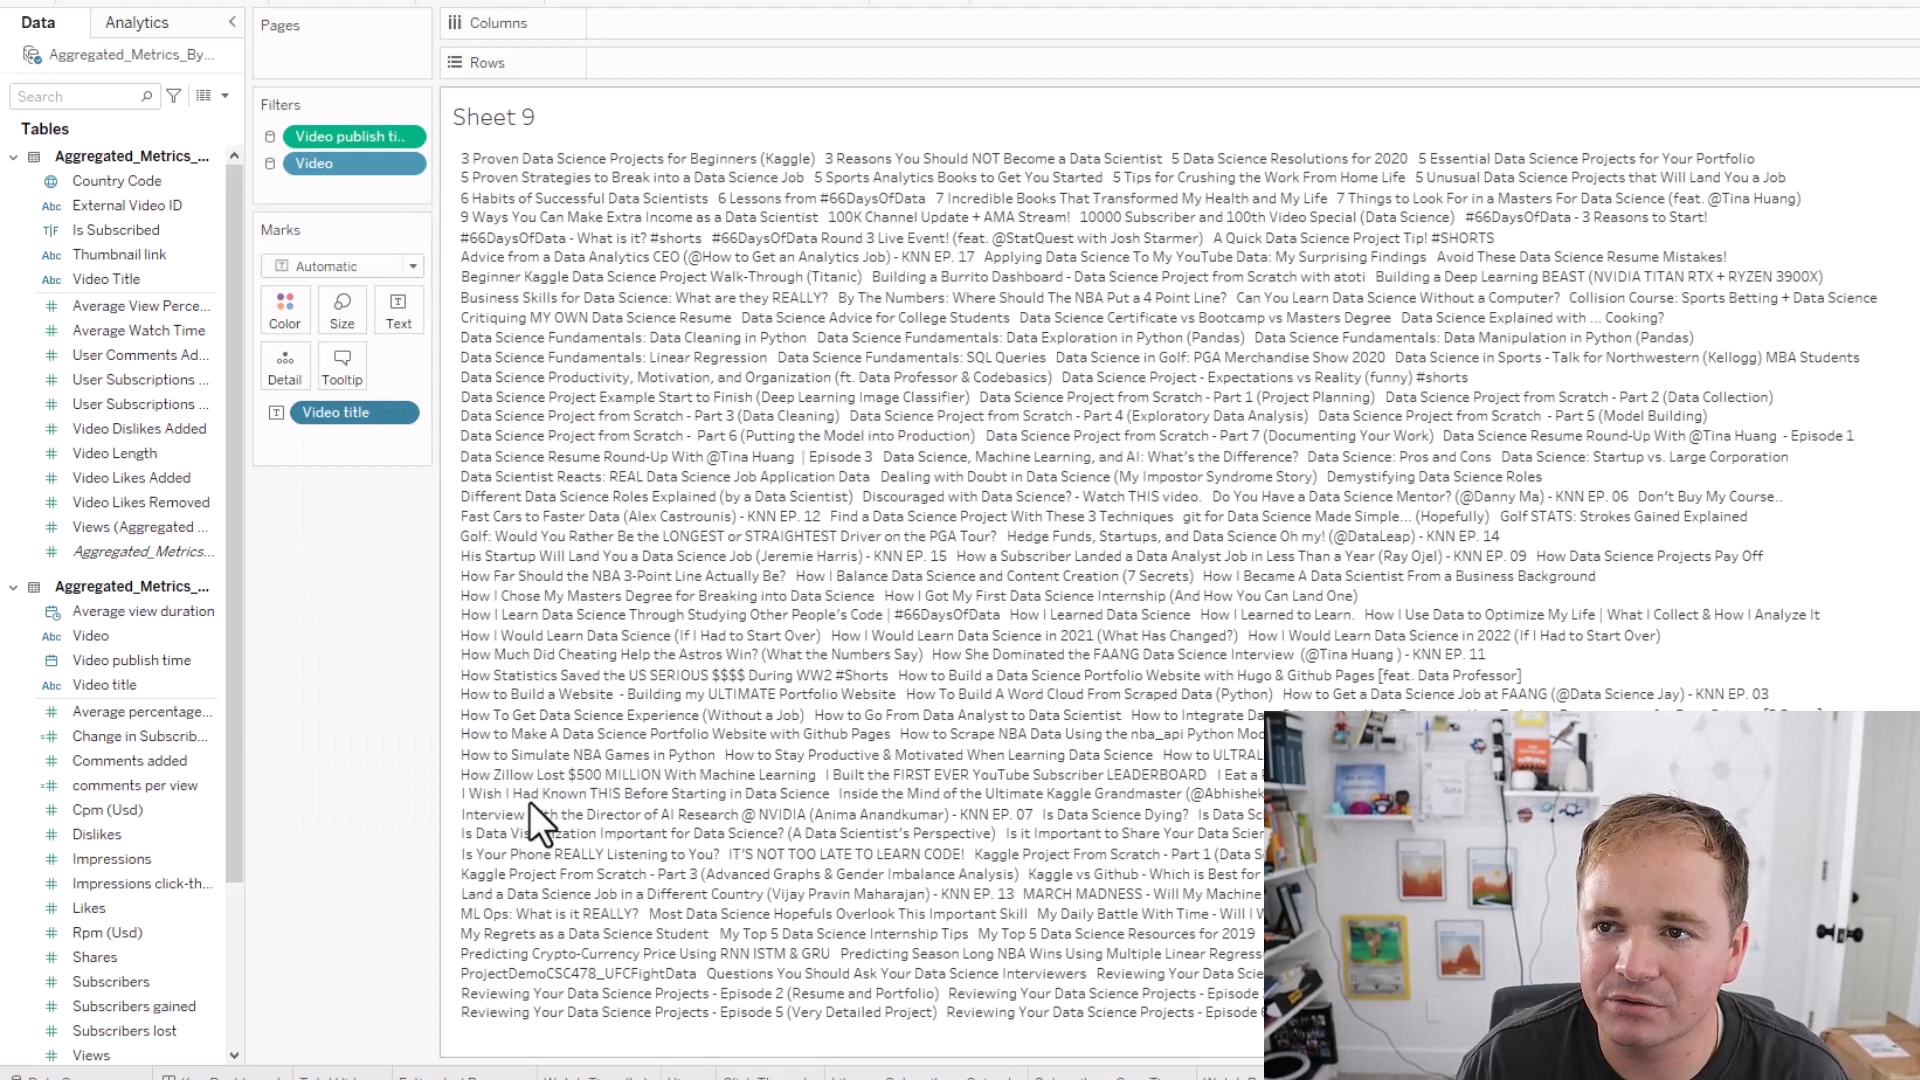 Data Analytics
Aggregated_Metrics_By...
Search
Tables
Aggregated_Metrics_...
Country Code
Abc External Video ID
T|F Is Subscribed
Abc Thumbnail link
Abc Video Title
# Average View Perce...
# Average Watch Time
# User Comments Ad...
# User Subscriptions ...
# User Subscriptions ...
# Video Dislikes Added
# Video Length
# Video Likes Added
# Video Likes Removed
# Views (Aggregated ...
# Aggregated_Metrics...
Aggregated_Metrics_...
Average view duration
Abc Video
Video publish time
Abc Video title
# Average percentage...
=# Change in Subscrib...
# Comments added
=# comments per view
# Cpm (Usd)
# Dislikes
# Impressions
# Impressions click-th...
# Likes
# Rpm (Usd)
# Shares
# Subscribers
# Subscribers gained
# Subscribers lost
# Views
Pages
Filters
Video publish ti..
Video
Marks
T Automatic
Color Size T Text
Detail Tooltip
T Video title
Columns
Rows
Sheet 9
3 Proven Data Science Projects for Beginners (Kaggle) 3 Reasons You Should NOT Become a Data Scientist 5 Data Science Resolutions for 2020 5 Essential Data Science Projects for Your Portfolio
5 Proven Strategies to Break into a Data Science Job 5 Sports Analytics Books to Get You Started 5 Tips for Crushing the Work From Home Life 5 Unusual Data Science Projects that Will Land You a Job
6 Habits of Successful Data Scientists 6 Lessons from #66DaysOfData 7 Incredible Books That Transformed My Health and My Life 7 Things to Look For in a Masters For Data Science (feat. @Tina Huang)
9 Ways You Can Make Extra Income as a Data Scientist 100K Channel Update + AMA Stream! 10000 Subscriber and 100th Video Special (Data Science) #66DaysOfData - 3 Reasons to Start!
#66DaysOfData - What is it? #shorts #66DaysOfData Round 3 Live Event! (feat. @StatQuest with Josh Starmer) A Quick Data Science Project Tip! #SHORTS
Advice from a Data Analytics CEO (@How to Get an Analytics Job) - KNN EP. 17 Applying Data Science To My YouTube Data: My Surprising Findings Avoid These Data Science Resume Mistakes!
Beginner Kaggle Data Science Project Walk-Through (Titanic) Building a Burrito Dashboard - Data Science Project from Scratch with atoti Building a Deep Learning BEAST (NVIDIA TITAN RTX + RYZEN 3900X)
Business Skills for Data Science: What are they REALLY? By The Numbers: Where Should The NBA Put a 4 Point Line? Can You Learn Data Science Without a Computer? Collision Course: Sports Betting + Data Science
Critiquing MY OWN Data Science Resume Data Science Advice for College Students Data Science Certificate vs Bootcamp vs Masters Degree Data Science Explained with ... Cooking?
Data Science Fundamentals: Data Cleaning in Python Data Science Fundamentals: Data Exploration in Python (Pandas) Data Science Fundamentals: Data Manipulation in Python (Pandas)
Data Science Fundamentals: Linear Regression Data Science Fundamentals: SQL Queries Data Science in Golf: PGA Merchandise Show 2020 Data Science in Sports - Talk for Northwestern (Kellogg) MBA Students
Data Science Productivity, Motivation, and Organization (ft. Data Professor & Codebasics) Data Science Project - Expectations vs Reality (funny) #shorts
Data Science Project Example Start to Finish (Deep Learning Image Classifier) Data Science Project from Scratch - Part 1 (Project Planning) Data Science Project from Scratch - Part 2 (Data Collection)
Data Science Project from Scratch - Part 3 (Data Cleaning) Data Science Project from Scratch - Part 4 (Exploratory Data Analysis) Data Science Project from Scratch - Part 5 (Model Building)
Data Science Project from Scratch - Part 6 (Putting the Model into Production) Data Science Project from Scratch - Part 7 (Documenting Your Work) Data Science Resume Round-Up With @Tina Huang - Episode 1
Data Science Resume Round-Up With @Tina Huang | Episode 3 Data Science, Machine Learning, and AI: What's the Difference? Data Science: Pros and Cons Data Science: Startup vs. Large Corporation
Data Scientist Reacts: REAL Data Science Job Application Data Dealing with Doubt in Data Science (My Impostor Syndrome Story) Demystifying Data Science Roles
Different Data Science Roles Explained (by a Data Scientist) Discouraged with Data Science? - Watch THIS video. Do You Have a Data Science Mentor? (@Danny Ma) - KNN EP. 06 Don't Buy My Course..
Fast Cars to Faster Data (Alex Castrounis) - KNN EP. 12 Find a Data Science Project With These 3 Techniques git for Data Science Made Simple... (Hopefully) Golf STATS: Strokes Gained Explained
Golf: Would You Rather Be the LONGEST or STRAIGHTEST Driver on the PGA Tour? Hedge Funds, Startups, and Data Science Oh my! (@DataLeap) - KNN EP. 14
His Startup Will Land You a Data Science Job (Jeremie Harris) - KNN EP. 15 How a Subscriber Landed a Data Analyst Job in Less Than a Year (Ray Ojel) - KNN EP. 09 How Data Science Projects Pay Off
How Far Should the NBA 3-Point Line Actually Be? How I Balance Data Science and Content Creation (7 Secrets) How I Became A Data Scientist From a Business Background
How I Chose My Masters Degree for Breaking into Data Science How I Got My First Data Science Internship (And How You Can Land One)
How I Learn Data Science Through Studying Other People's Code | #66DaysOfData How I Learned Data Science How I Learned to Learn. How I Use Data to Optimize My Life | What I Collect & How I Analyze It
How I Would Learn Data Science (If I Had to Start Over) How I Would Learn Data Science in 2021 (What Has Changed?) How I Would Learn Data Science in 2022 (If I Had to Start Over)
How Much Did Cheating Help the Astros Win? (What the Numbers Say) How She Dominated the FAANG Data Science Interview (@Tina Huang ) - KNN EP. 11
How Statistics Saved the US SERIOUS $$$$ During WW2 #Shorts How to Build a Data Science Portfolio Website with Hugo & Github Pages [feat. Data Professor]
How to Build a Website - Building my ULTIMATE Portfolio Website How To Build A Word Cloud From Scraped Data (Python) How to Get a Data Science Job at FAANG (@Data Science Jay) - KNN EP. 03
How To Get Data Science Experience (Without a Job) How to Go From Data Analyst to Data Scientist How to Integrate Da
How to Make A Data Science Portfolio Website with Github Pages How to Scrape NBA Data Using the nba_api Python Mod
How to Simulate NBA Games in Python How to Stay Productive & Motivated When Learning Data Science How to ULTRAL
How Zillow Lost $500 MILLION With Machine Learning I Built the FIRST EVER YouTube Subscriber LEADERBOARD I Eat a
I Wish I Had Known THIS Before Starting in Data Science Inside the Mind of the Ultimate Kaggle Grandmaster (@Abhishek
Interview the Director of AI Research @ NVIDIA (Anima Anandkumar) - KNN EP. 07 Is Data Science Dying? Is Data Sc
Is Data Important for Data Science? (A Data Scientist's Perspective) Is it Important to Share Your Data Scien
Is Your Phone REALLY Listening to You? IT'S NOT TOO LATE TO LEARN CODE! Kaggle Project From Scratch - Part 1 (Data S
Kaggle Project From Scratch - Part 3 (Advanced Graphs & Gender Imbalance Analysis) Kaggle vs Github - Which is Best for
Land a Data Science Job in a Different Country (Vijay Pravin Maharajan) - KNN EP. 13 MARCH MADNESS - Will My Machine
ML Ops: What is it REALLY? Most Data Science Hopefuls Overlook This Important Skill My Daily Battle With Time - Will I W
My Regrets as a Data Science Student My Top 5 Data Science Internship Tips My Top 5 Data Science Resources for 2019
Predicting Crypto-Currency Price Using RNN lSTM & GRU Predicting Season Long NBA Wins Using Multiple Linear Regress
ProjectDemoCSC478_UFCFightData Questions You Should Ask Your Data Science Interviewers Reviewing Your Data Scie
Reviewing Your Data Science Projects - Episode 2 (Resume and Portfolio) Reviewing Your Data Science Projects - Episode
Reviewing Your Data Science Projects - Episode 5 (Very Detailed Project) Reviewing Your Data Science Projects - Episode 6